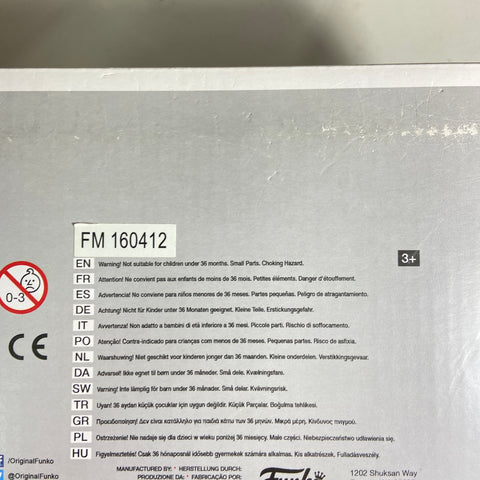 FM 160412
EN Warning! Not suitable for children under 36 months. Small Parts. Choking Hazard.
3+
FR Attention! Ne convient pas aux enfants de moins de 36 mois. Petites éléments. Danger d'étouffement.
0-3
ES Advertencia! No conviene para niños menores de 36 meses. Partes pequeñas. Peligro de atragantamiento.
DE Achtung! Nicht für Kinder unter 36 Monaten geeignet. Kleine Teile. Erstickungsgefahr.
IT Avvertenza! Non adatto a bambini di età inferiore a 36 mesi. Piccole parti. Rischio di soffocamento.
PO Atenção! Contra-indicado para crianças com menos de 36 meses. Partes pequenas. Risco de asfixia.
CE
NL Waarshuwing! Niet geschikt voor kinderen jonger dan 36 maanden. Kleine onderdelen. Verstikkingsgevaar.
DA Advarsel! Ikke egnet til børn under 36 måneder. Små dele. Kvælningsfare.
SW Varning! Inte lämplig för barn under 36 månader. Små delar. Kvävningsrisk.
TR Uyarı! 36 aydan küçük çocuklar için uygun değildir. Küçük Parçalar. Boğulma tehlikesi.
GR Προειδοποίηση! Δεν είναι κατάλληλο για παιδιά κάτω των 36 μηνών. Μικρά μέρη. Κίνδυνος πνιγμού.
PL Ostrzeżenie! Nie nadaje się dla dzieci w wieku poniżej 36 miesięcy. Małe części. Niebezpieczeństwo udławienia się.
HU Figyelmeztetés! Csak 36 hónaposnál idősebb gyermekek számára alkalmas. Kis alkatrészek. Fulladásveszély.
/OriginalFunko
@OriginalFunko
MANUFACTURED BY: * HERSTELLUNG DURCH:
PRODUZIONE DA: * FABRICAÇÃO POR:
Funko
1202 Shuksan Way